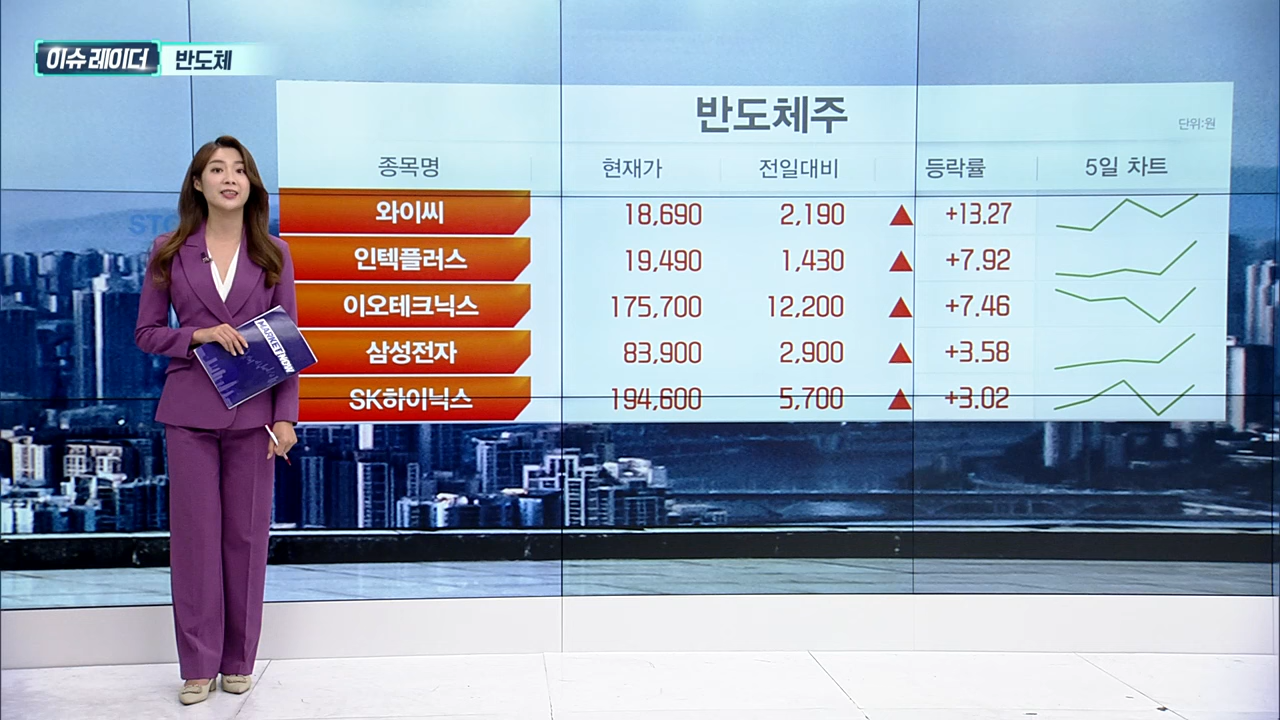 이슈 레이더 반도체
반도체주
단위:원
종목명 현재가 전일대비 등락률 5일 차트
와이씨 18,690 2,190 ▲ +13.27
인텍플러스 19,490 1,430 ▲ +7.92
이오테크닉스 175,700 12,200 ▲ +7.46
삼성전자 83,900 2,900 ▲ +3.58
SK하이닉스 194,600 5,700 ▲ +3.02
MARKETNOW